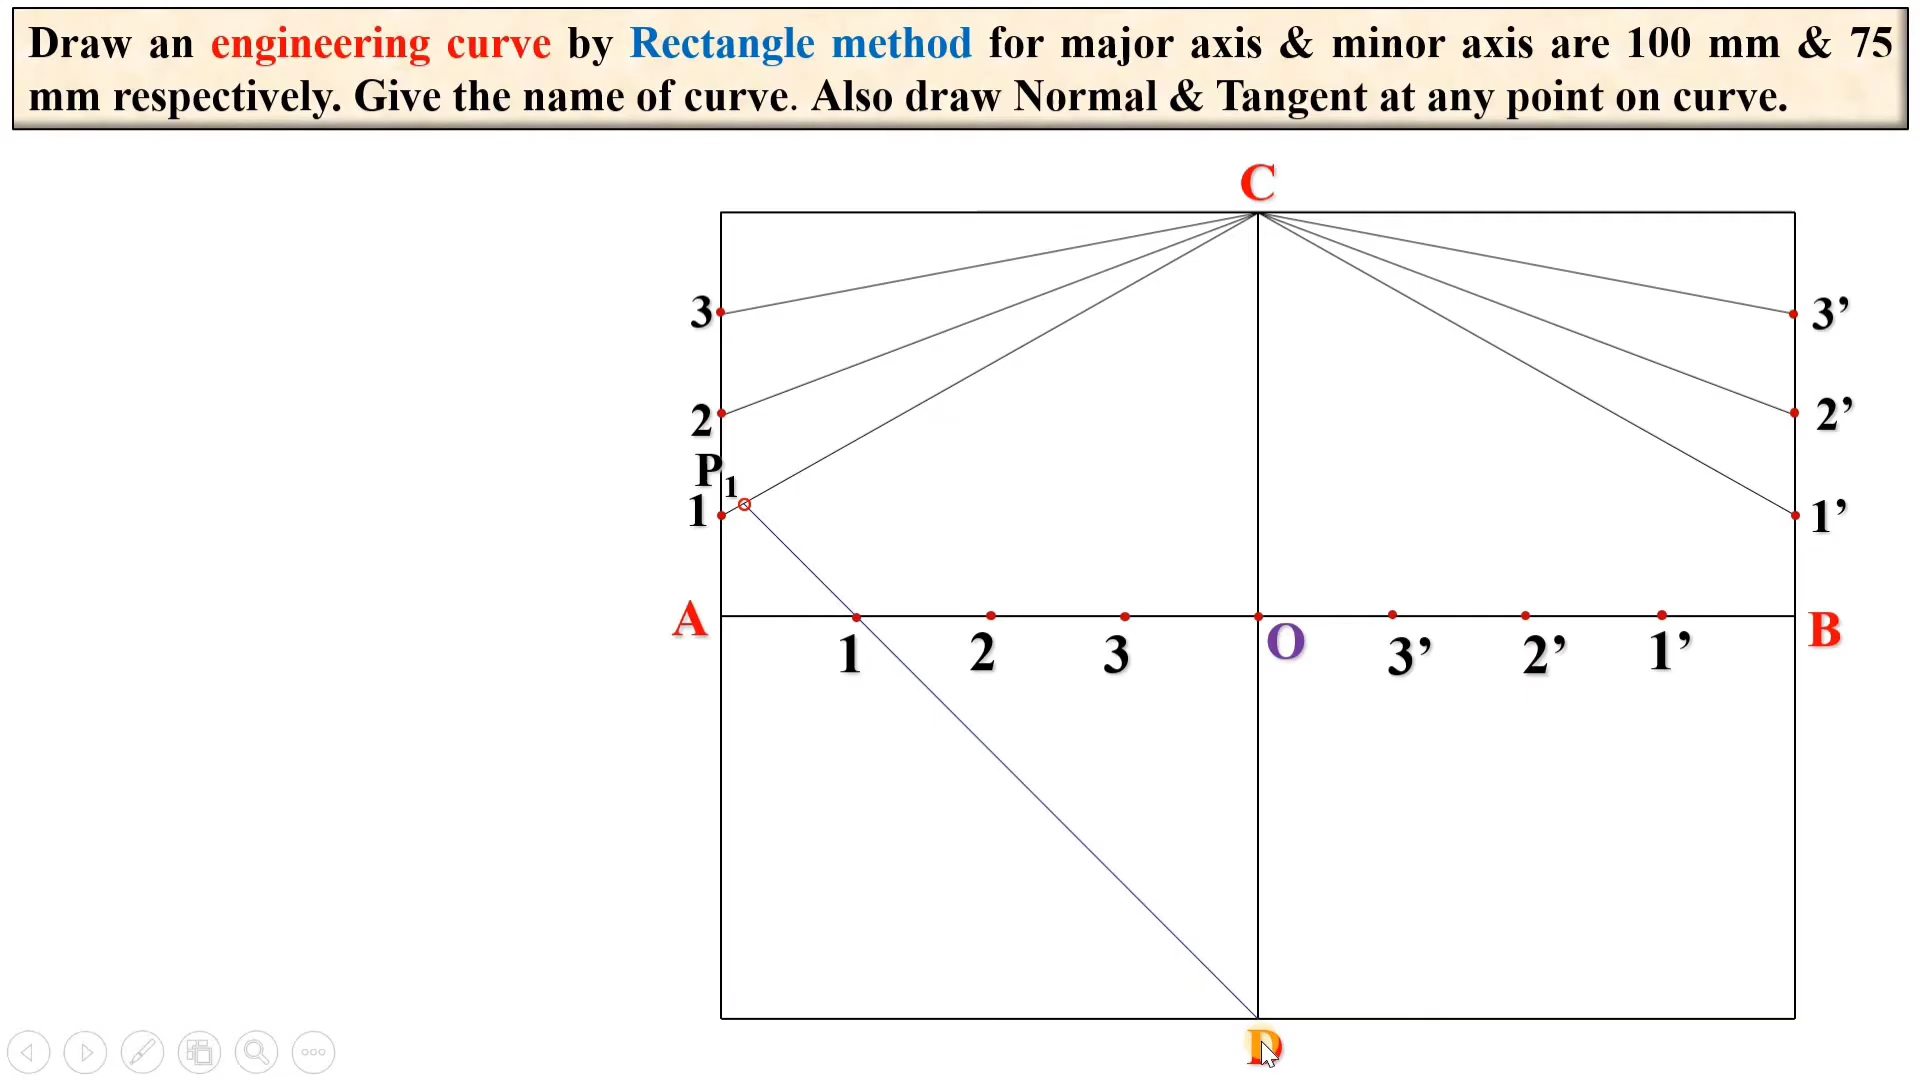 Draw an engineering curve by Rectangle method for major axis & minor axis are 100 mm & 75
mm respectively. Give the name of curve. Also draw Normal & Tangent at any point on curve.
C
3
3’
2
2’
P1
1
1’
A
O
B
1
2
3
3’
2’
1’
D